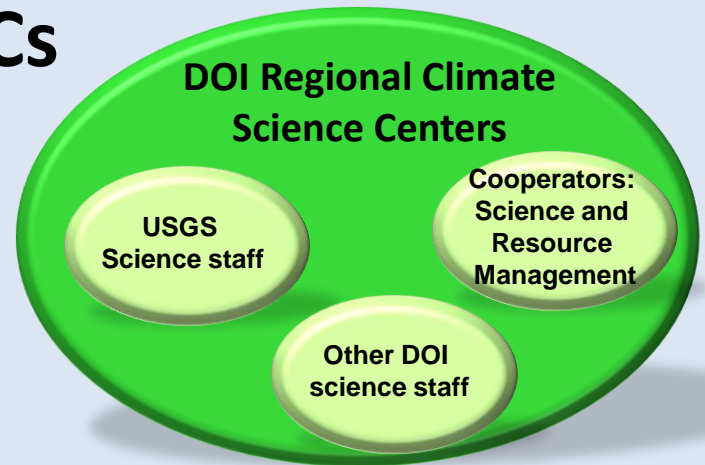 Cs
DOI Regional Climate
Science Centers
USGS
Science staff
Cooperators:
Science and
Resource
Management
Other DOI
science staff